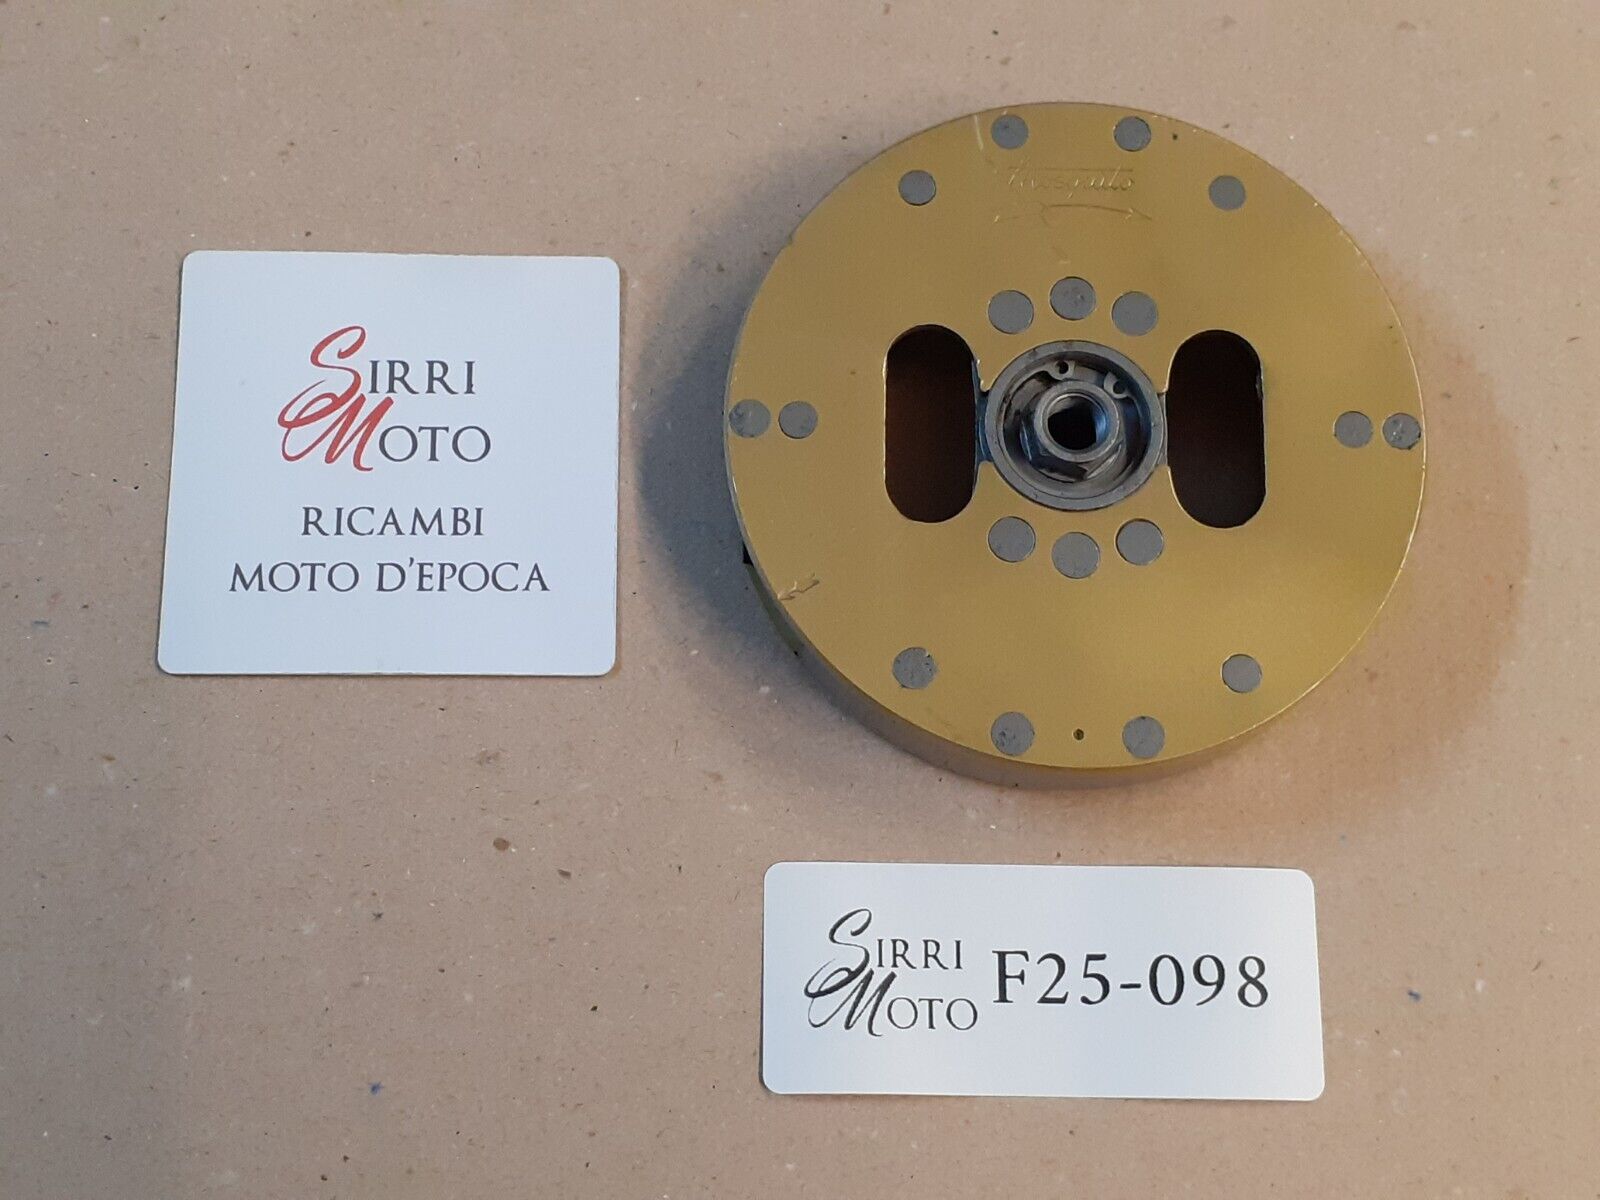 SIRRI
MOTO
RICAMBI
MOTO D'EPOCA
SIRRI
MOTO
F25-098